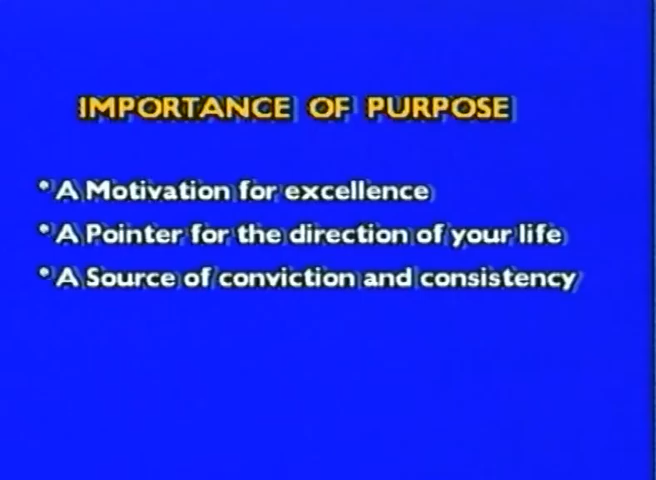 IMPORTANCE OF PURPOSE
* A Motivation for excellence
* A Pointer for the direction of your life
* A Source of conviction and consistency